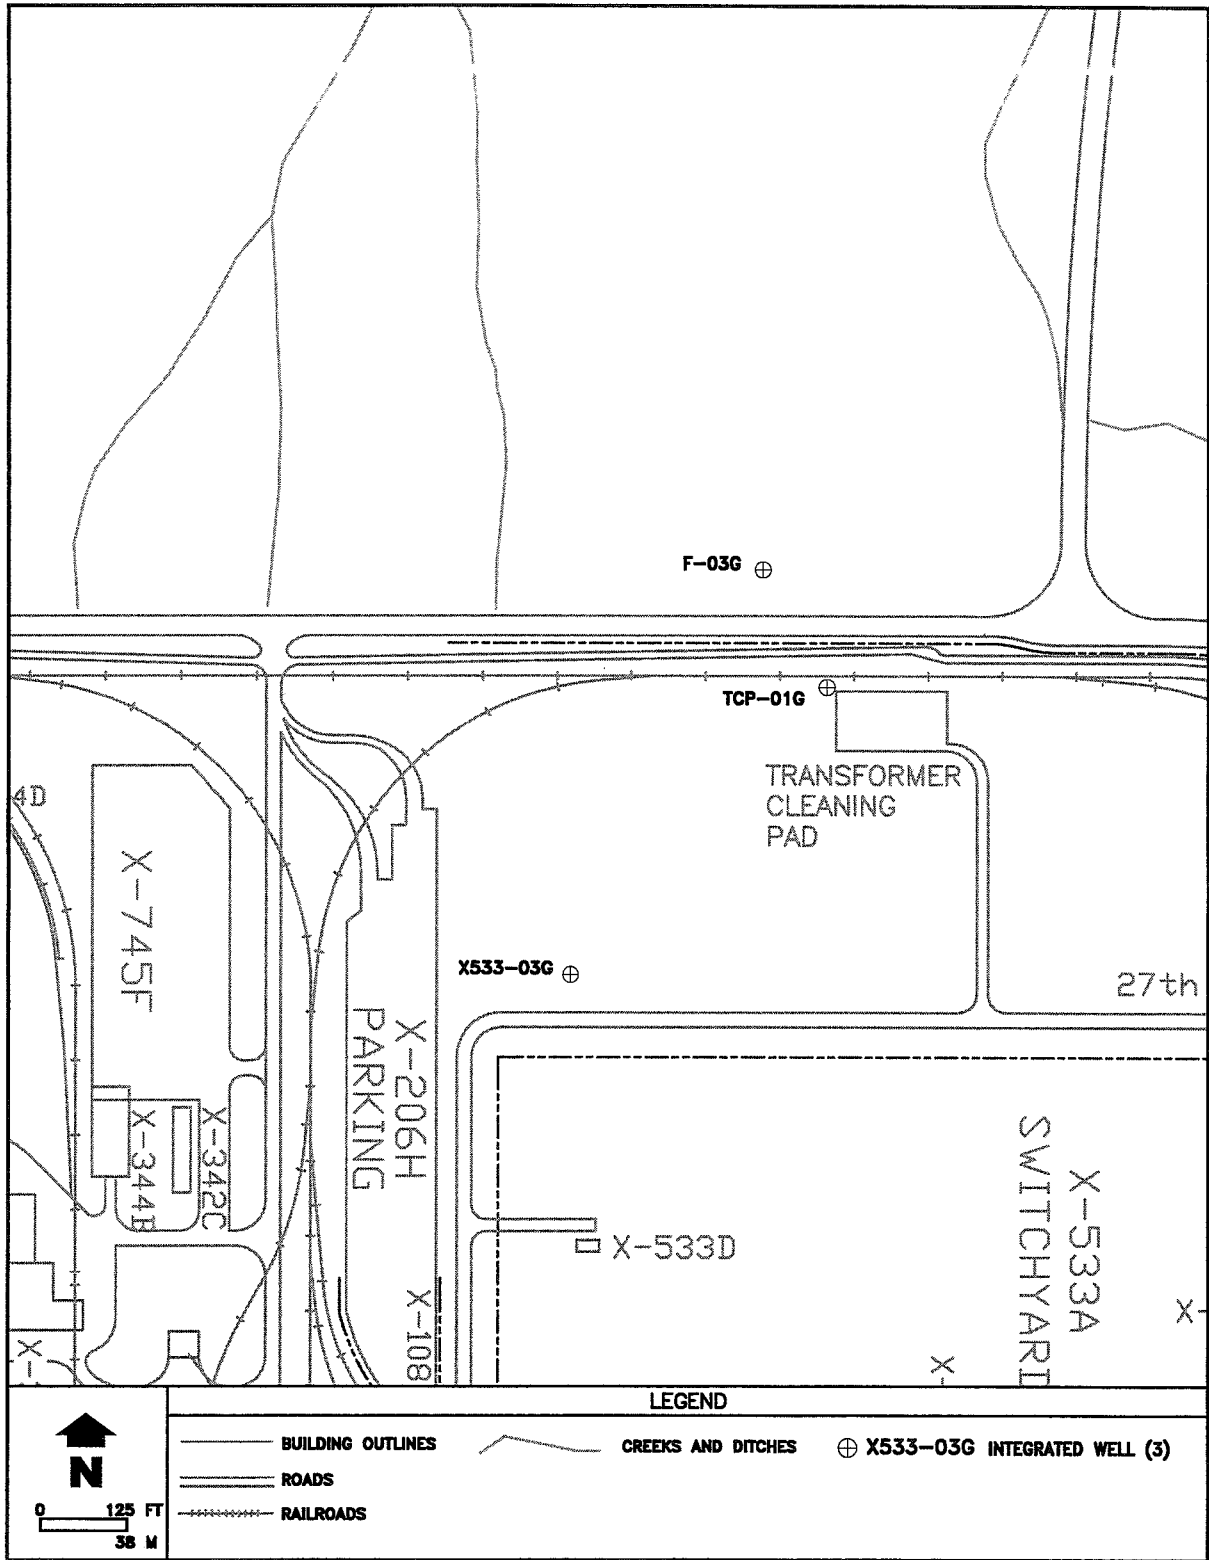 F-03G
TCP-01G
TRANSFORMER
CLEANING
PAD
4D
X-745F
X533-03G
27th
X-206H
PARKING
X-344B
X-342C
X-533D
X-533A
SWITCHYARD
X-108
X-
X-
X-
LEGEND
N
0 125 FT
38 M
BUILDING OUTLINES
ROADS
RAILROADS
CREEKS AND DITCHES
X533-03G INTEGRATED WELL (3)